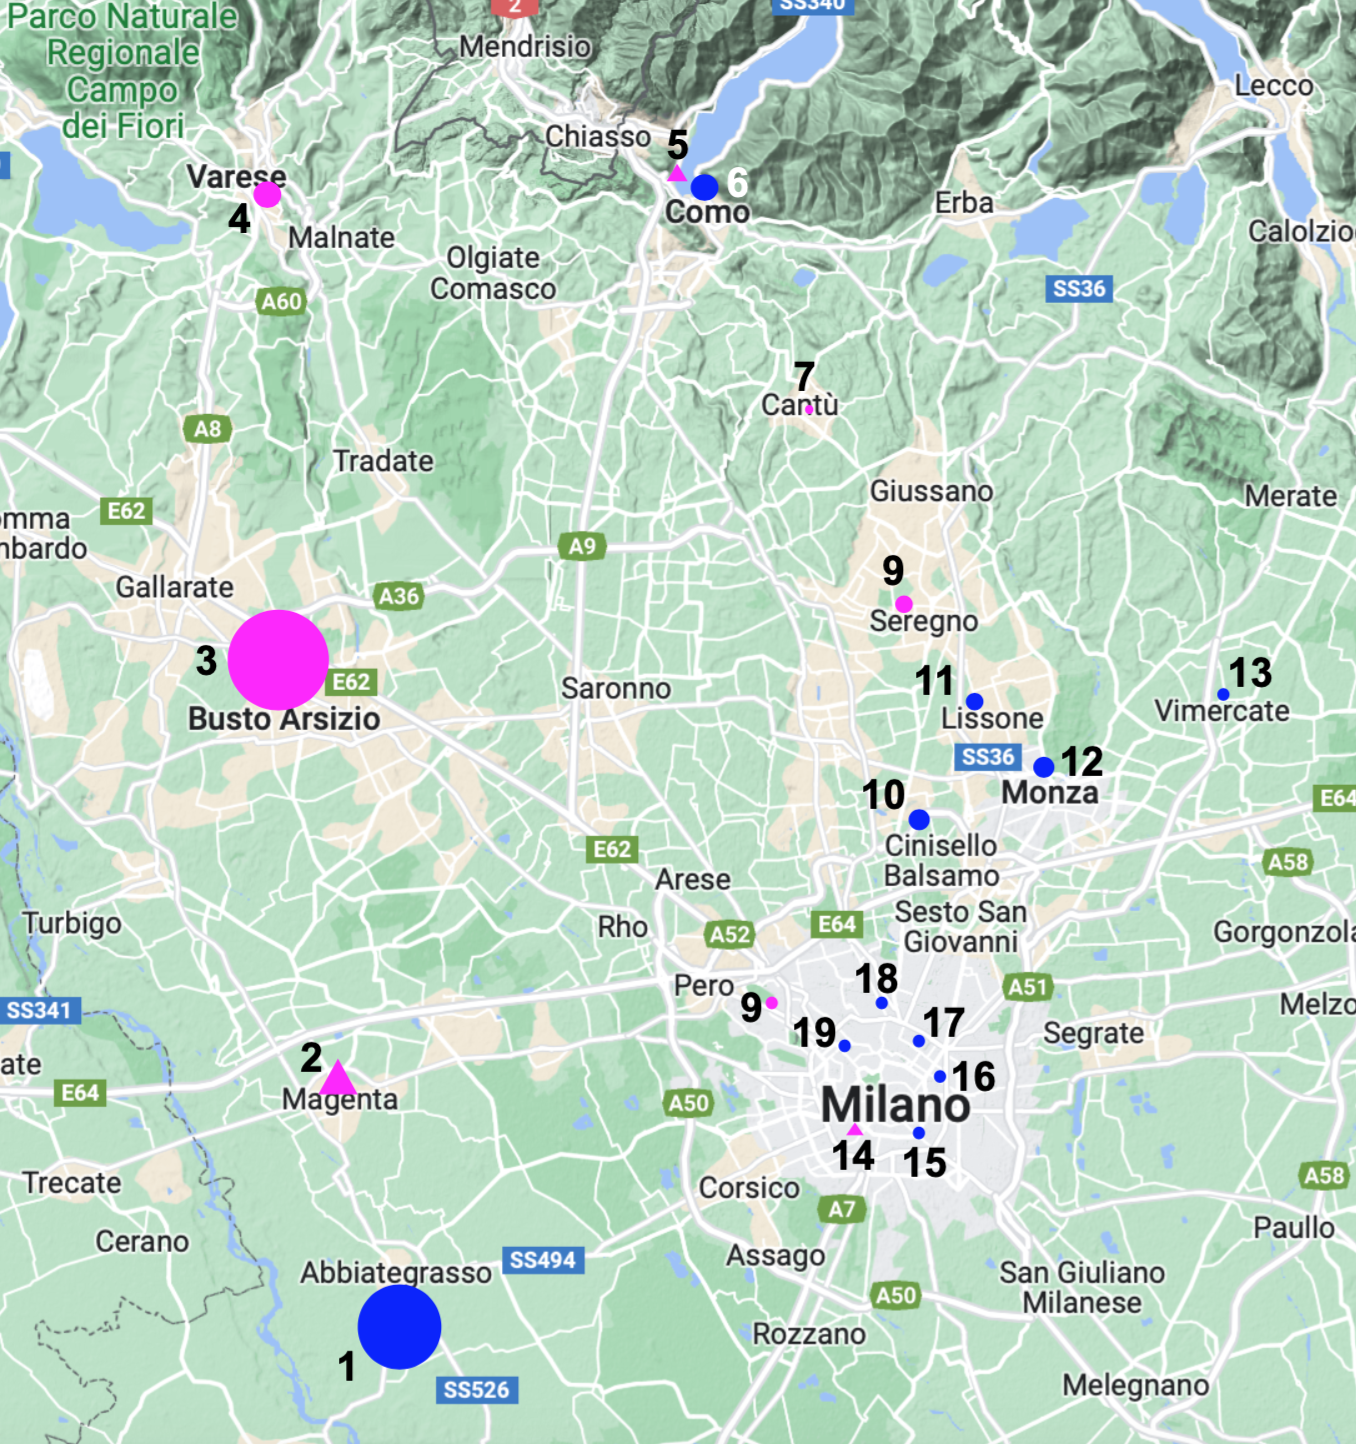 Parco Naturale
Regionale
Campo
dei Fiori
2
SS340
Mendrisio
Lecco
Chiasso
5
Varese
4
6
Como
Erba
Malnate
Calolzio
Olgiate
Comasco
SS36
A60
7
Cantù
A8
Tradate
Giussano
Merate
E62
omma
mbardo
A9
9
Gallarate
A36
Seregno
3
E62
11
13
Saronno
Busto Arsizio
Lissone
Vimercate
SS36
12
Monza
10
E64
Cinisello
Balsamo
E62
A58
Arese
Turbigo
Rho
A52
E64
Sesto San
Giovanni
Gorgonzola
Pero
9
18
A51
SS341
Melzo
19
17
Segrate
ate
2
16
E64
Magenta
A50
Milano
14
15
Trecate
Corsico
A58
A7
Cerano
Paullo
Abbiategrasso
SS494
Assago
San Giuliano
Milanese
A50
1
Rozzano
SS526
Melegnano